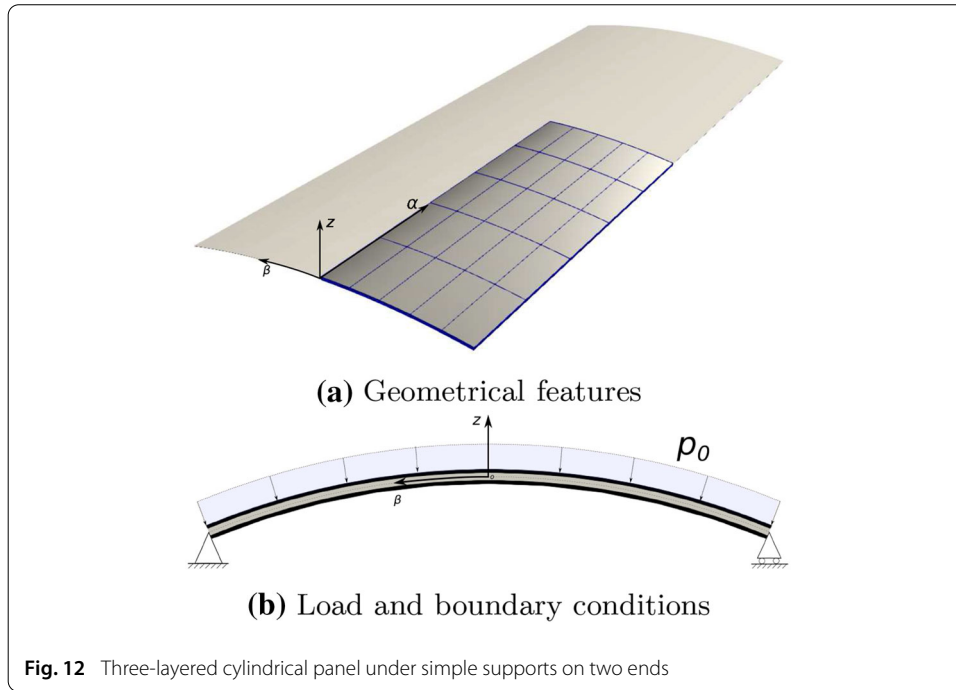 α
z
β
(a) Geometrical features
z
p₀
o
β
(b) Load and boundary conditions
Fig. 12 Three-layered cylindrical panel under simple supports on two ends